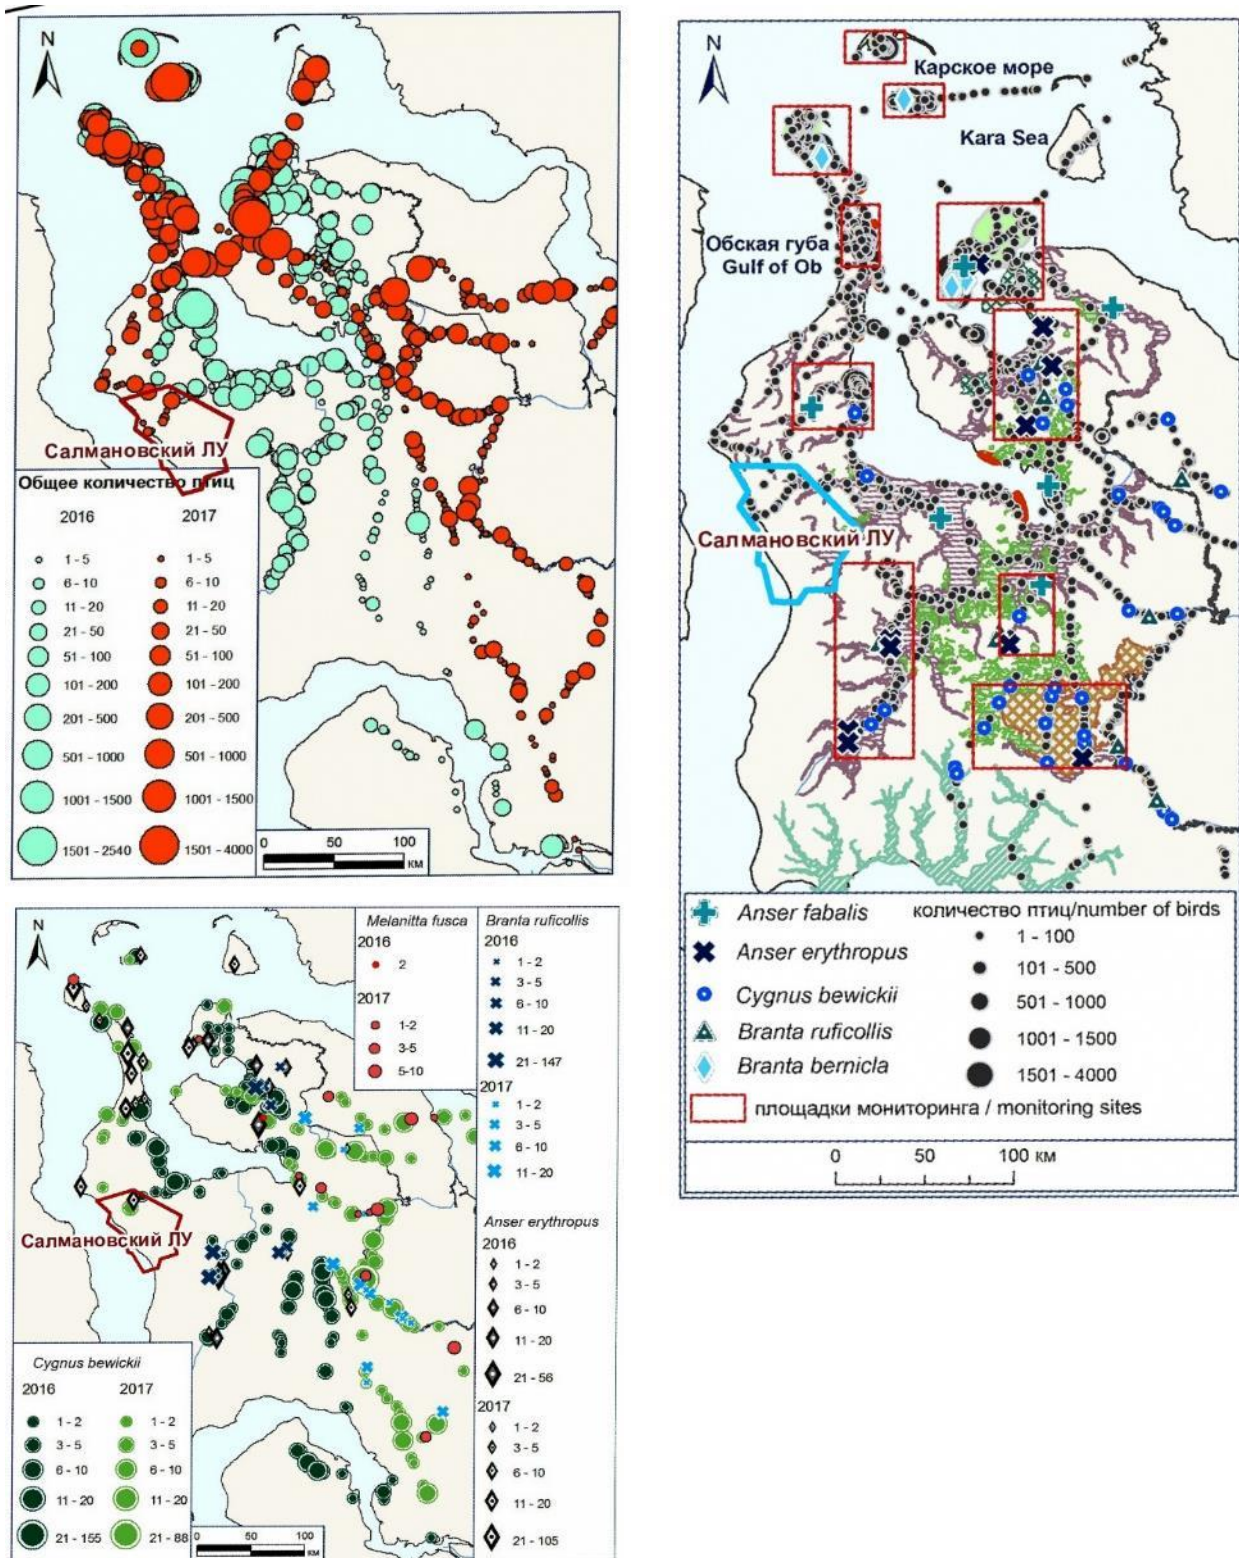 N
Салмановский ЛУ
Общее количество птиц
2016 2017
1 - 5 1 - 5
6 - 10 6 - 10
11 - 20 11 - 20
21 - 50 21 - 50
51 - 100 51 - 100
101 - 200 101 - 200
201 - 500 201 - 500
501 - 1000 501 - 1000
1001 - 1500 1001 - 1500
1501 - 2540 1501 - 4000
0 50 100
км
N
Карское море
Kara Sea
Обская губа
Gulf of Ob
Салмановский ЛУ
Anser fabalis
Anser erythropus
Cygnus bewickii
Branta ruficollis
Branta bernicla
количество птиц/number of birds
1 - 100
101 - 500
501 - 1000
1001 - 1500
1501 - 4000
площадки мониторинга / monitoring sites
0 50 100 км
N
Салмановский ЛУ
Melanitta fusca
2016
2
2017
1-2
3-5
5-10
Branta ruficollis
2016
1 - 2
3 - 5
6 - 10
11 - 20
21 - 147
2017
1 - 2
3 - 5
6 - 10
11 - 20
Anser erythropus
2016
1 - 2
3 - 5
6 - 10
11 - 20
21 - 56
2017
1 - 2
3 - 5
6 - 10
11 - 20
21 - 105
Cygnus bewickii
2016 2017
1 - 2 1 - 2
3 - 5 3 - 5
6 - 10 6 - 10
11 - 20 11 - 20
21 - 155 21 - 88
0 50 100
км